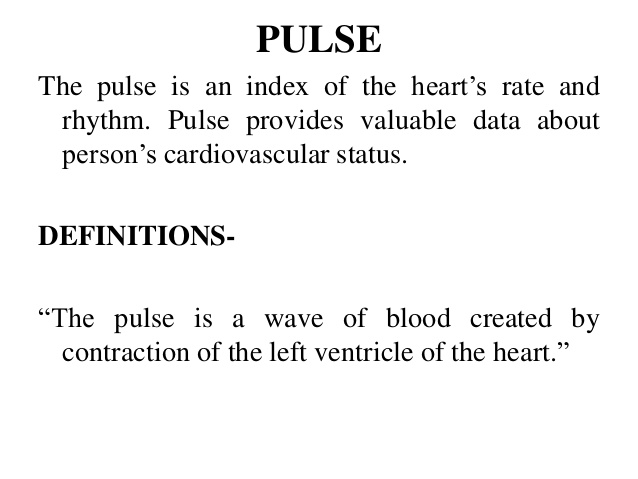 PULSE
The pulse is an index of the heart’s rate and
rhythm. Pulse provides valuable data about
person’s cardiovascular status.
DEFINITIONS-
“The pulse is a wave of blood created by
contraction of the left ventricle of the heart.”